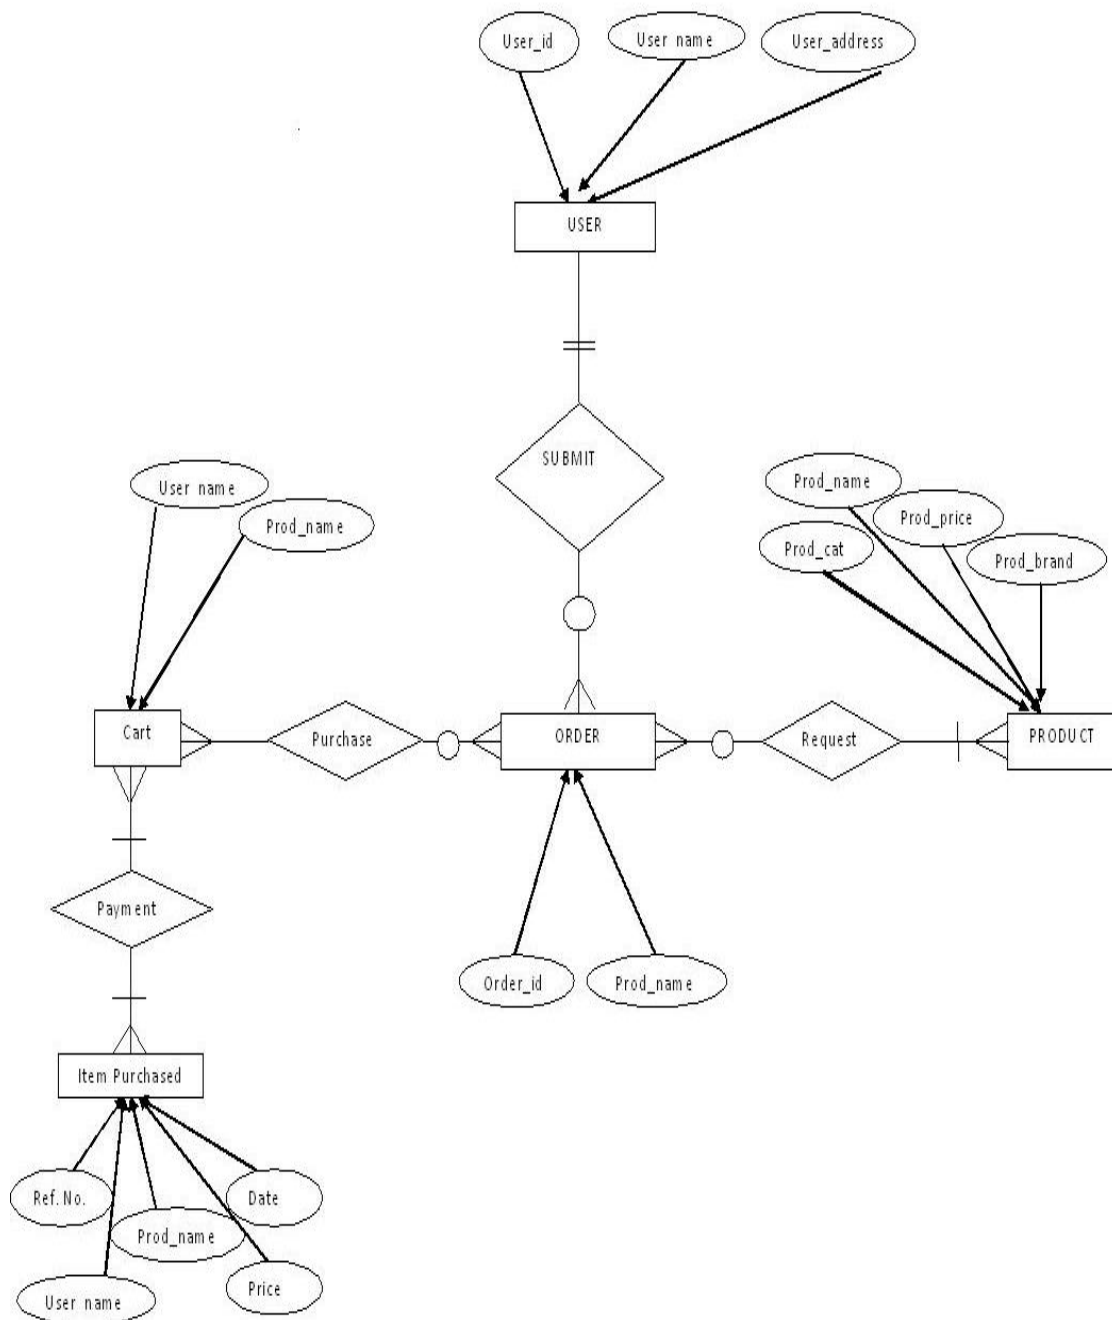 User_id
User name
User_address
USER
SUBMIT
User name
Prod_name
Prod_name
Prod_price
Prod_cat
Prod_brand
Cart
Purchase
ORDER
Request
PRODUCT
Payment
Order_id
Prod_name
Item Purchased
Ref.No.
Date
Prod_name
Price
User name